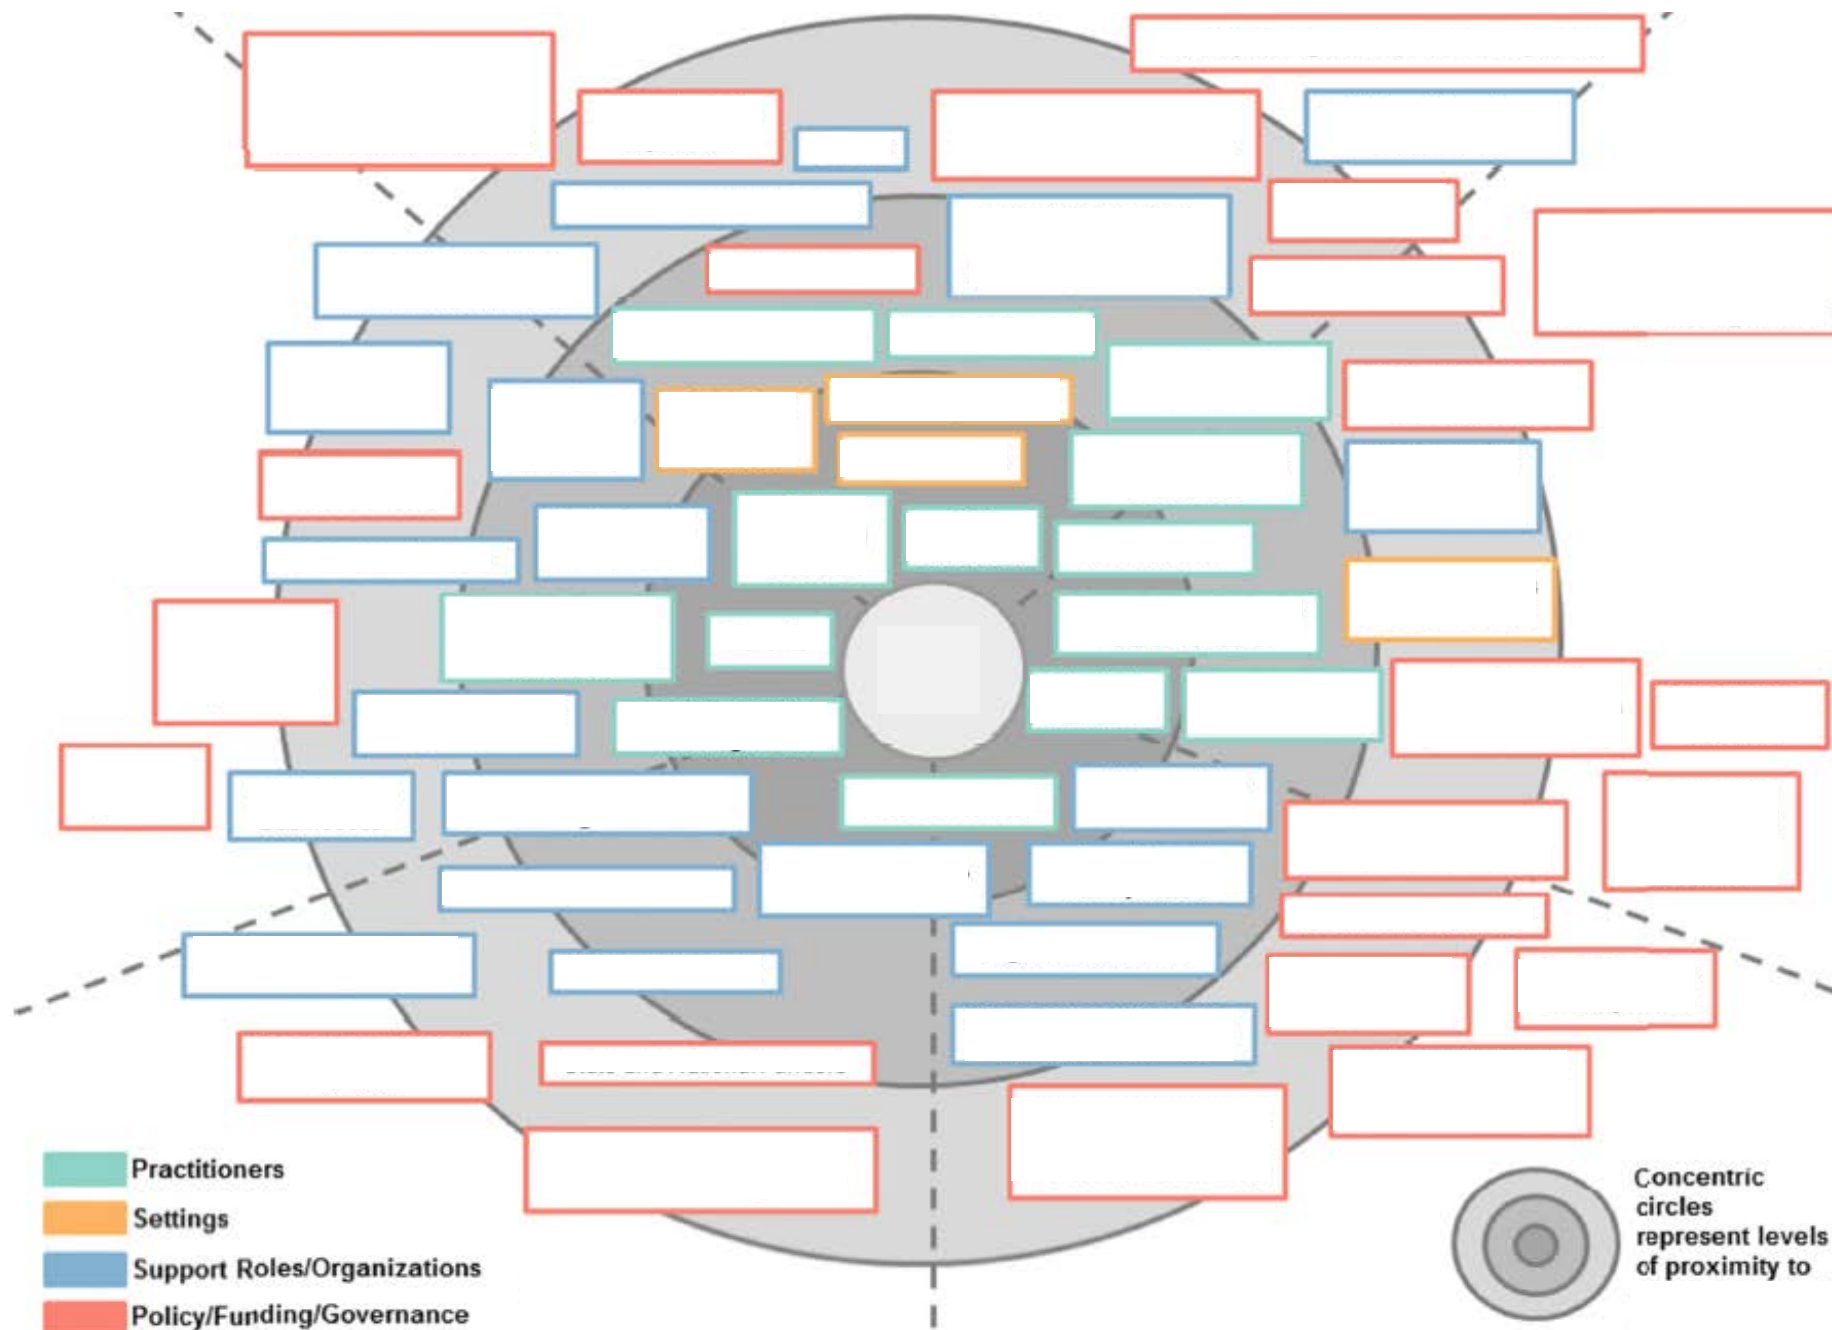 Practitioners
Settings
Support Roles/Organizations
Policy/Funding/Governance
Concentric
circles
represent levels
of proximity to